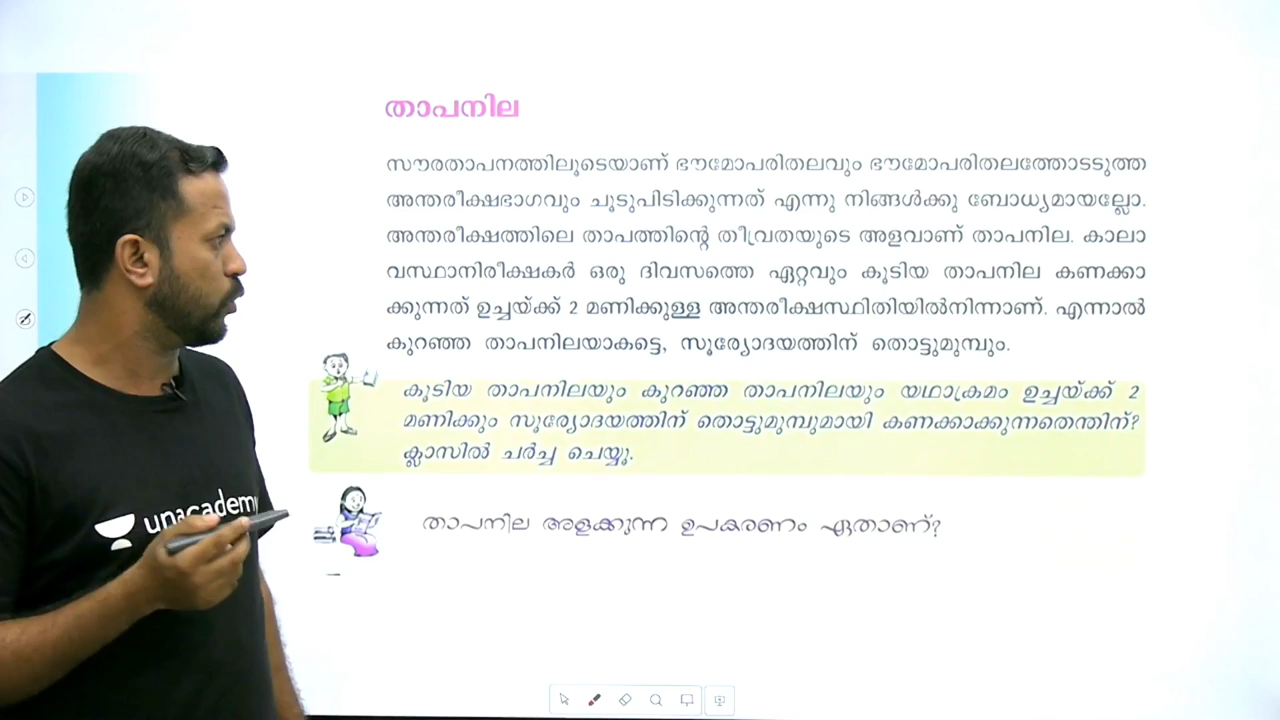 താപനില
സൗരതാപനത്തിലൂടെയാണ് ഭൗമോപരിതലവും ഭൗമോപരിതലത്തോടടുത്ത
അന്തരീക്ഷഭാഗവും ചൂടുപിടിക്കുന്നത് എന്നു നിങ്ങൾക്കു ബോധ്യമായല്ലോ.
അന്തരീക്ഷത്തിലെ താപത്തിന്റെ തീവ്രതയുടെ അളവാണ് താപനില. കാലാ
വസ്ഥാനിരീക്ഷകർ ഒരു ദിവസത്തെ ഏറ്റവും കൂടിയ താപനില കണക്കാ
ക്കുന്നത് ഉച്ചയ്ക്ക് 2 മണിക്കുള്ള അന്തരീക്ഷസ്ഥിതിയിൽനിന്നാണ്. എന്നാൽ
കുറഞ്ഞ താപനിലയാകട്ടെ, സൂര്യോദയത്തിന് തൊട്ടുമുമ്പും.
കൂടിയ താപനിലയും കുറഞ്ഞ താപനിലയും യഥാക്രമം ഉച്ചയ്ക്ക് 2
മണിക്കും സൂര്യോദയത്തിന് തൊട്ടുമുമ്പുമായി കണക്കാക്കുന്നതെന്തിന്?
ക്ലാസിൽ ചർച്ച ചെയ്യൂ.
unacademy
താപനില അളക്കുന്ന ഉപകരണം ഏതാണ്?